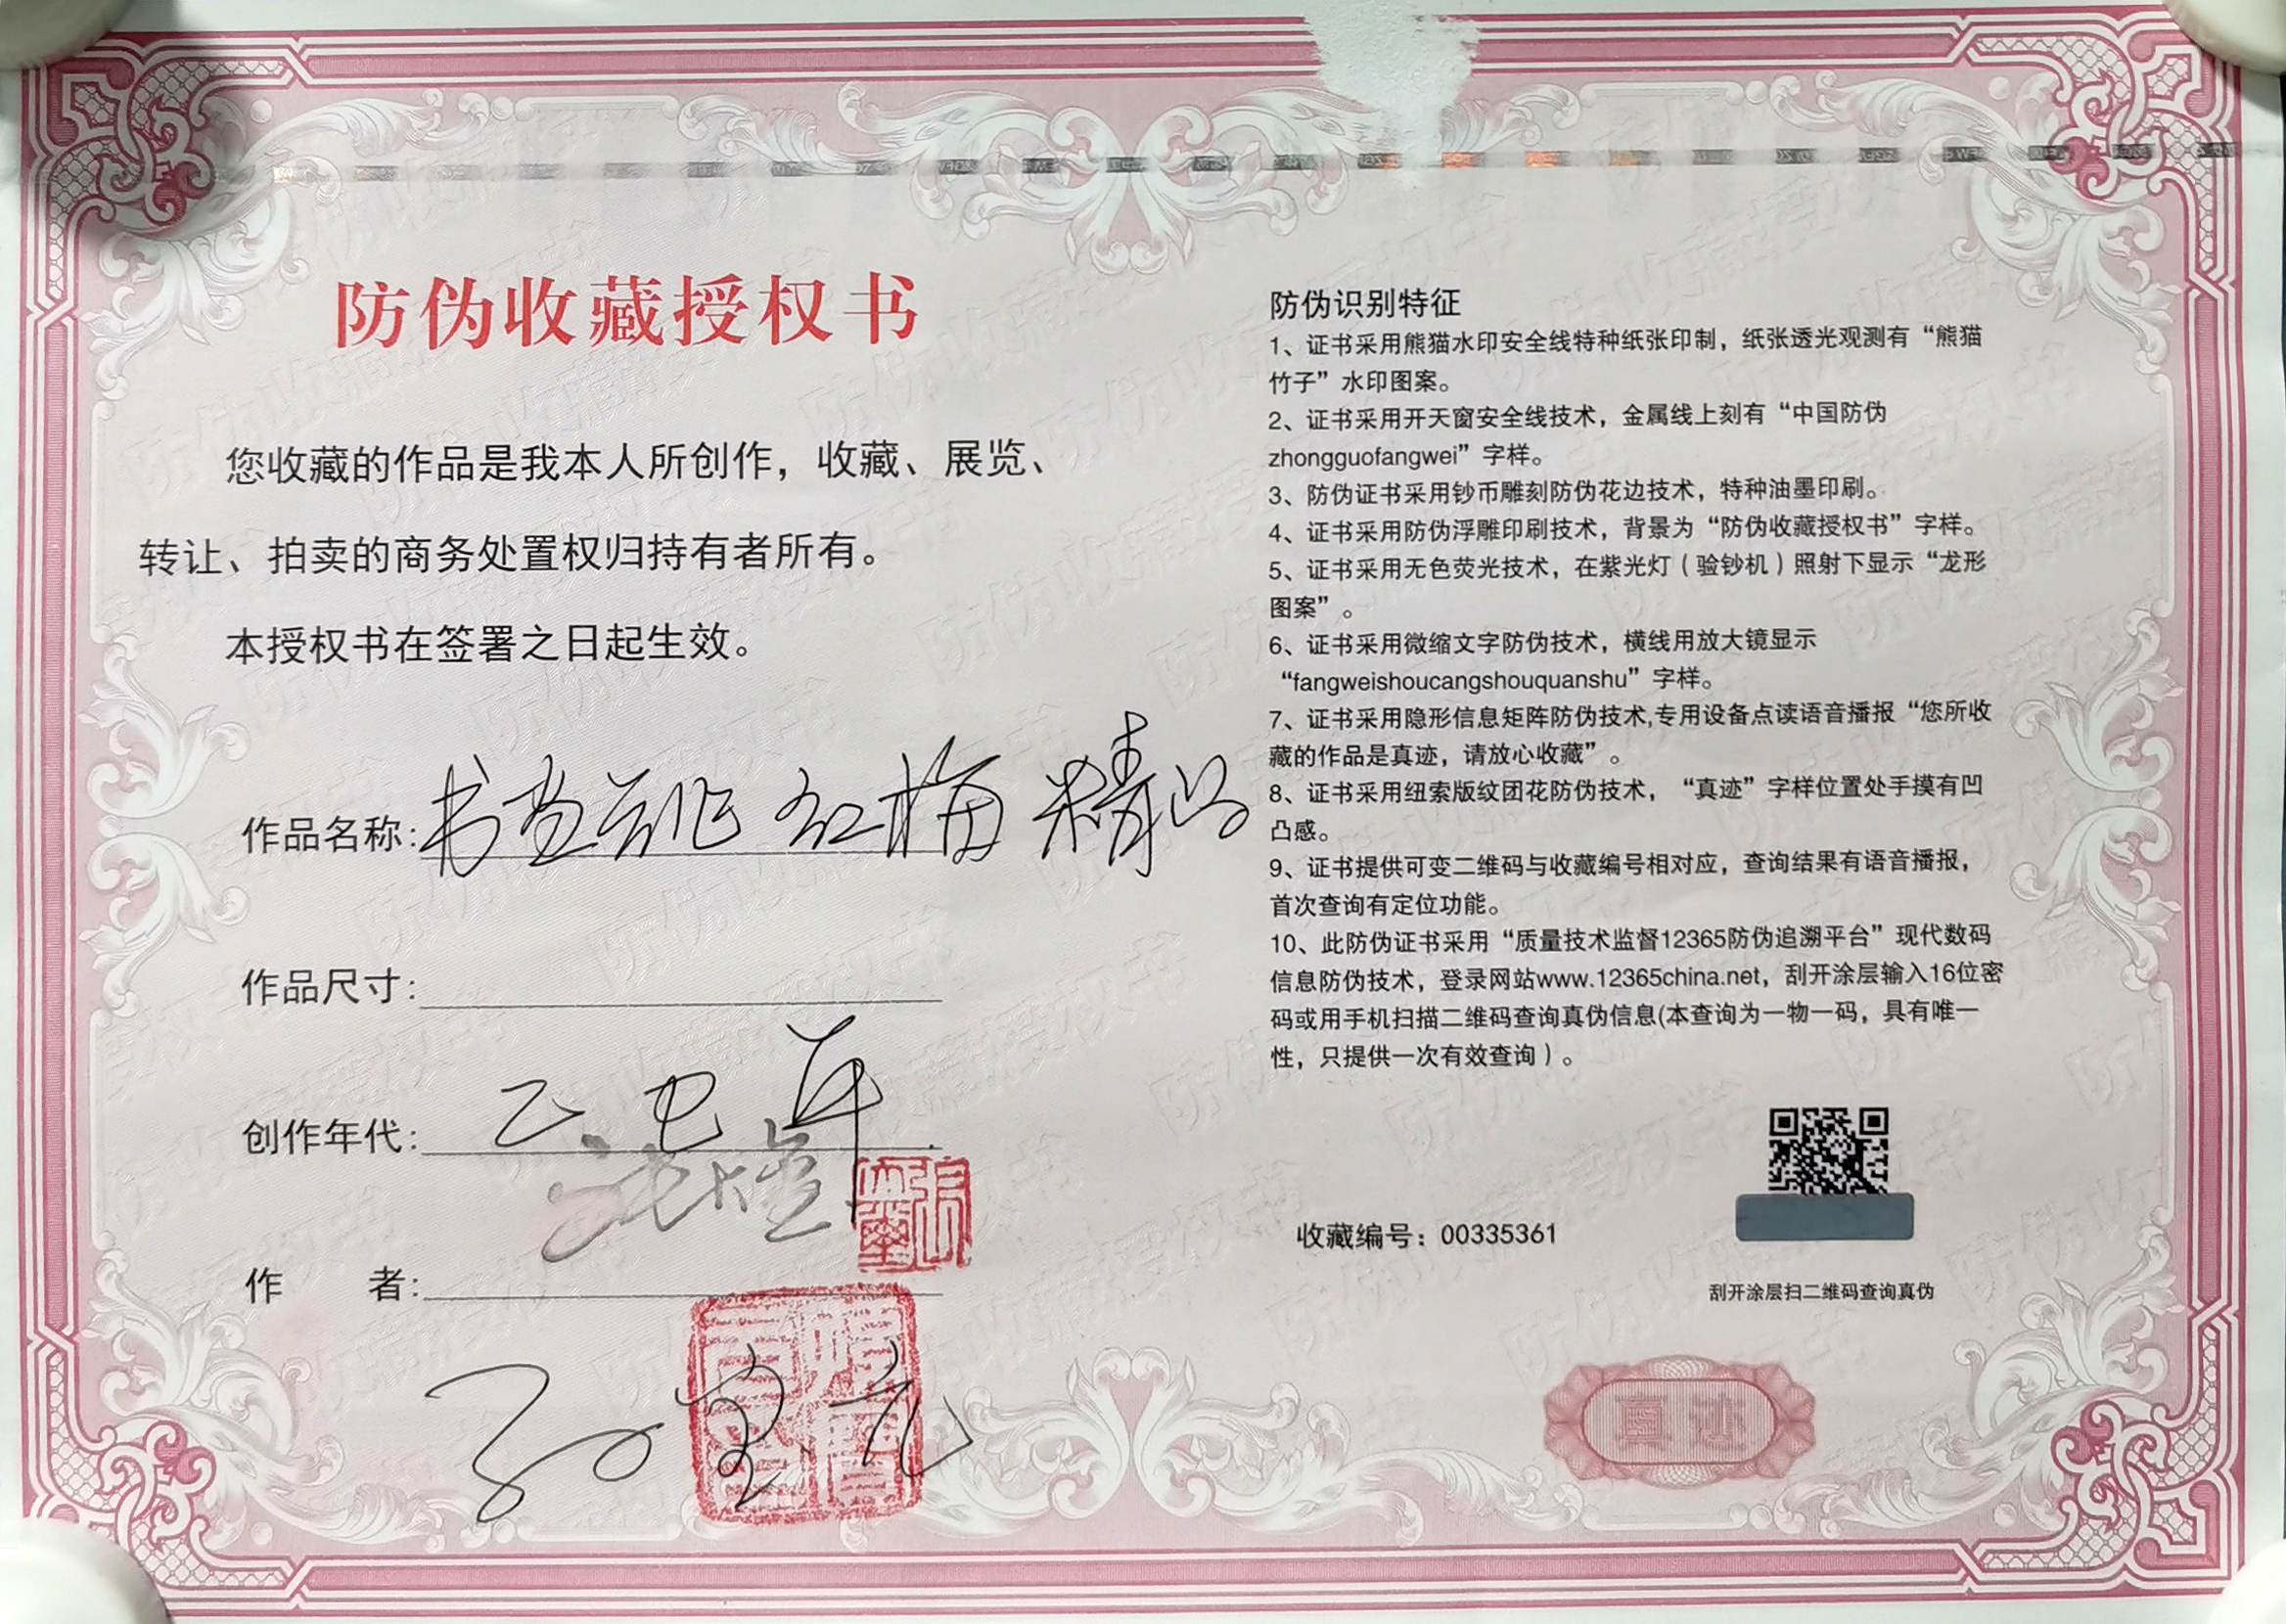 防伪收藏授权书
您收藏的作品是我本人所创作，收藏、展览、
转让、拍卖的商务处置权归持有者所有。
本授权书在签署之日起生效。
作品名称: 书画 红梅 精品
作品尺寸:
创作年代: 乙巳年
作 者:
防伪识别特征
1、证书采用熊猫水印安全线特种纸张印制，纸张透光观测有“熊猫
竹子”水印图案。
2、证书采用开天窗安全线技术，金属线上刻有“中国防伪
zhongguofangwei”字样。
3、防伪证书采用钞币雕刻防伪花边技术，特种油墨印刷。
4、证书采用防伪浮雕印刷技术，背景为“防伪收藏授权书”字样。
5、证书采用无色荧光技术，在紫光灯（验钞机）照射下显示“龙形
图案”。
6、证书采用微缩文字防伪技术，横线用放大镜显示
“fangweishoucangshouquanshu”字样。
7、证书采用隐形信息矩阵防伪技术,专用设备点读语音播报“您所收
藏的作品是真迹，请放心收藏”。
8、证书采用纽索版纹团花防伪技术，“真迹”字样位置处手摸有凹
凸感。
9、证书提供可变二维码与收藏编号相对应，查询结果有语音播报，
首次查询有定位功能。
10、此防伪证书采用“质量技术监督12365防伪追溯平台”现代数码
信息防伪技术，登录网站www.12365china.net，刮开涂层输入16位密
码或用手机扫描二维码查询真伪信息(本查询为一物一码，具有唯一
性，只提供一次有效查询）。
收藏编号：00335361
刮开涂层扫二维码查询真伪
真迹